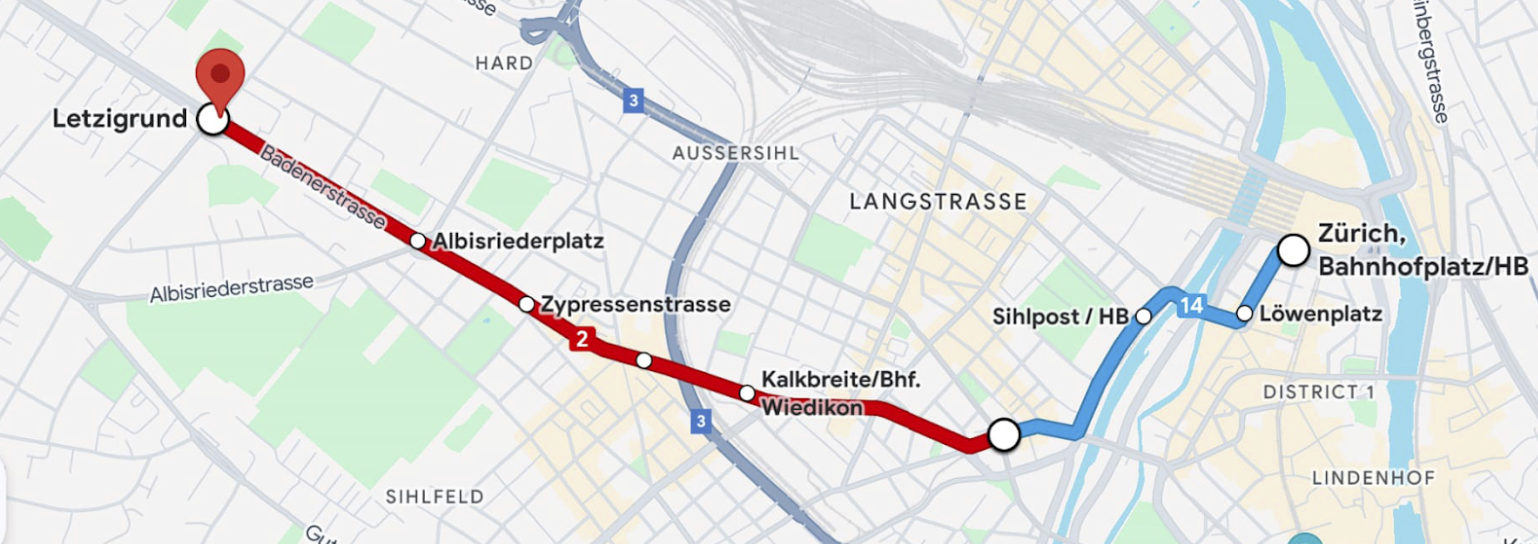 HARD
3
Letzigrund
Badenerstrasse
AUSSERSIHL
LANGSTRASSE
Albisriederplatz
Zürich,
Bahnhofplatz/HB
Albisriederstrasse
Zypressenstrasse
Sihlpost / HB
14
Löwenplatz
2
Kalkbreite/Bhf.
Wiedikon
DISTRICT 1
3
SIHLFELD
LINDENHOF